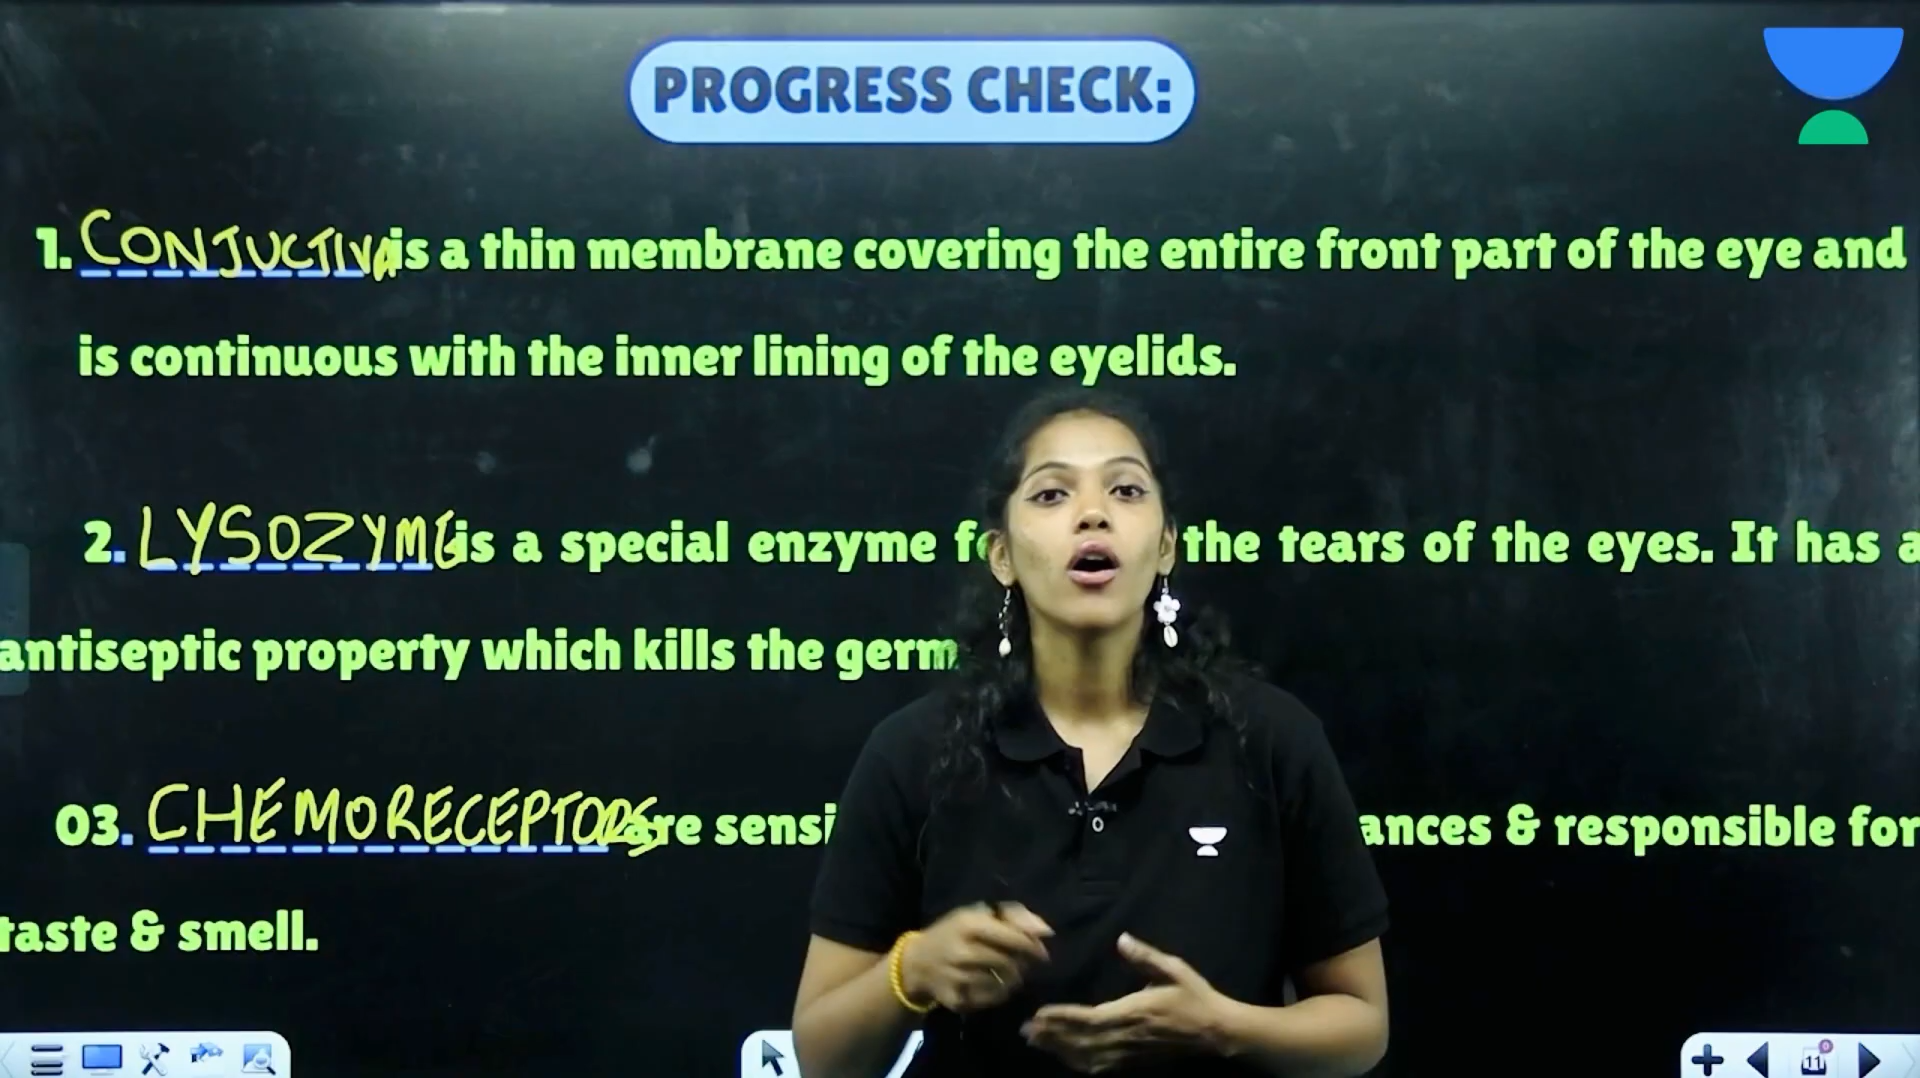 PROGRESS CHECK:
1. CONJUCTIVA is a thin membrane covering the entire front part of the eye and
is continuous with the inner lining of the eyelids.
2. LYSOZYME is a special enzyme the tears of the eyes. It has a
antiseptic property which kills the germ
03. CHEMORECEPTORS are sensi ances & responsible for
taste & smell.
11
0